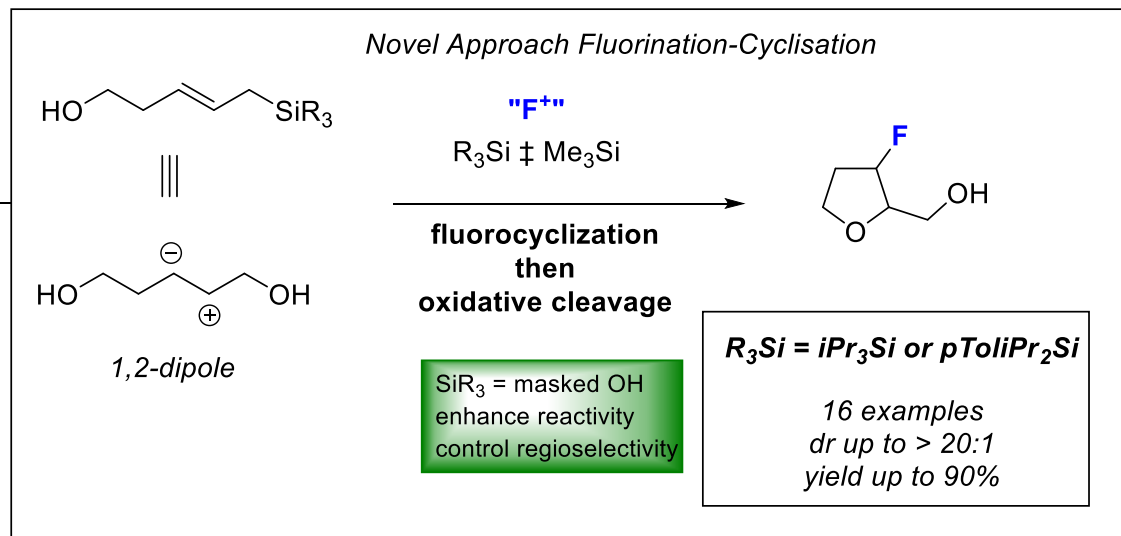 Novel Approach Fluorination-Cyclisation
HO
SiR₃
"F⁺"
R₃Si ‡ Me₃Si
F
OH
O
fluorocyclization
then
oxidative cleavage
−
HO
OH
+
1,2-dipole
SiR₃ = masked OH
enhance reactivity
control regioselectivity
R₃Si = iPr₃Si or pToliPr₂Si
16 examples
dr up to > 20:1
yield up to 90%